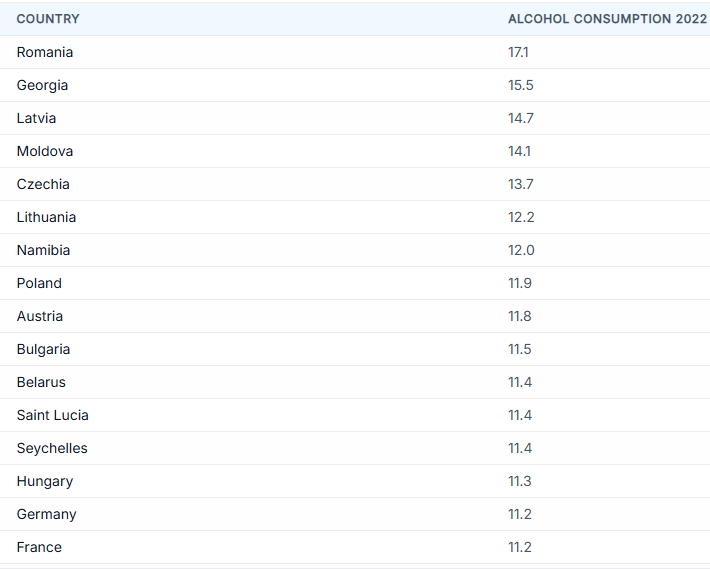 COUNTRY ALCOHOL CONSUMPTION 2022
Romania 17.1
Georgia 15.5
Latvia 14.7
Moldova 14.1
Czechia 13.7
Lithuania 12.2
Namibia 12.0
Poland 11.9
Austria 11.8
Bulgaria 11.5
Belarus 11.4
Saint Lucia 11.4
Seychelles 11.4
Hungary 11.3
Germany 11.2
France 11.2